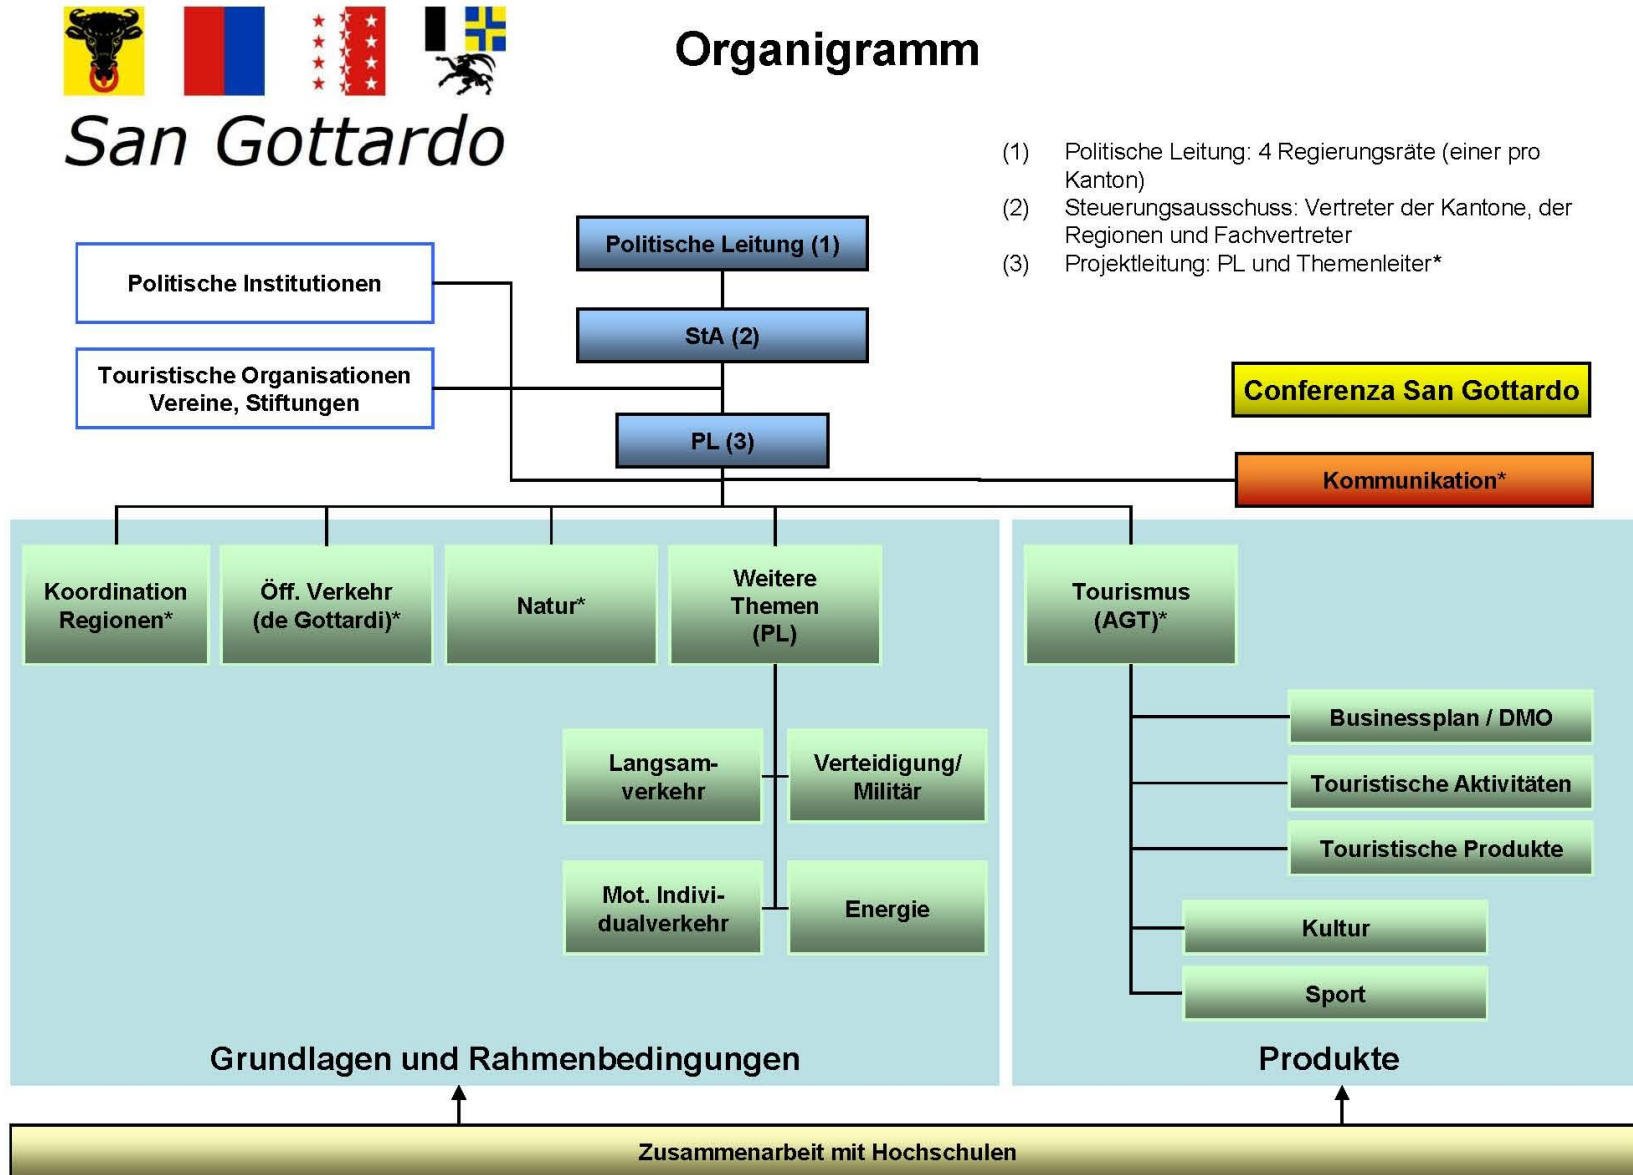 Organigramm
San Gottardo
(1) Politische Leitung: 4 Regierungsräte (einer pro
Kanton)
(2) Steuerungsausschuss: Vertreter der Kantone, der
Regionen und Fachvertreter
(3) Projektleitung: PL und Themenleiter*
Politische Leitung (1)
Politische Institutionen
StA (2)
Touristische Organisationen
Vereine, Stiftungen
Conferenza San Gottardo
PL (3)
Kommunikation*
Koordination
Regionen*
Öff. Verkehr
(de Gottardi)*
Natur*
Weitere
Themen
(PL)
Tourismus
(AGT)*
Langsam-
verkehr
Verteidigung/
Militär
Mot. Indivi-
dualverkehr
Energie
Businessplan / DMO
Touristische Aktivitäten
Touristische Produkte
Kultur
Sport
Grundlagen und Rahmenbedingungen
Produkte
Zusammenarbeit mit Hochschulen